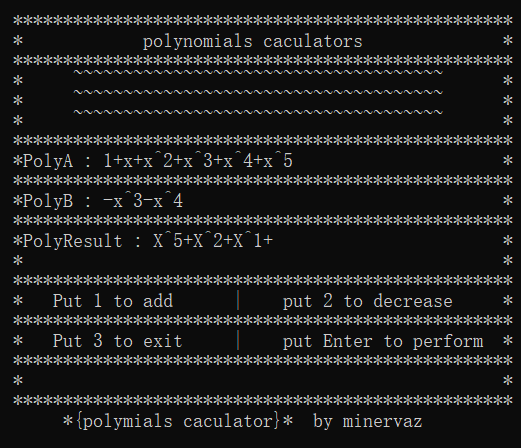 **************************************************
* polynomials caculators *
**************************************************
* ~~~~~~~~~~~~~~~~~~~~~~~~~~~~~~~~~~~~~ *
* ~~~~~~~~~~~~~~~~~~~~~~~~~~~~~~~~~~~~~ *
* ~~~~~~~~~~~~~~~~~~~~~~~~~~~~~~~~~~~~~ *
**************************************************
*PolyA : 1+x+x^2+x^3+x^4+x^5 *
**************************************************
*PolyB : -x^3-x^4 *
**************************************************
*PolyResult : X^5+X^2+X^1+ *
* *
**************************************************
* Put 1 to add | put 2 to decrease *
**************************************************
* Put 3 to exit | put Enter to perform *
**************************************************
* *
**************************************************
*{polymials caculator}* by minervaz